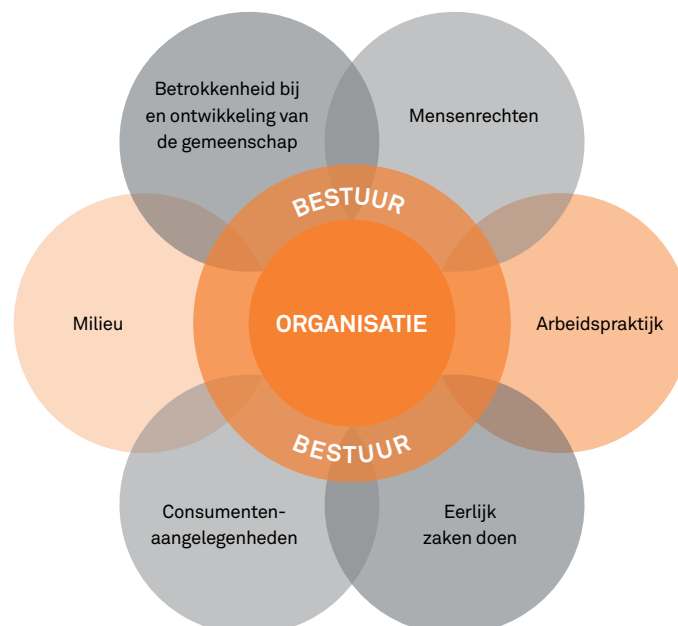 Betrokkenheid bij
en ontwikkeling van
de gemeenschap
Mensenrechten
BESTUUR
Milieu
ORGANISATIE
Arbeidspraktijk
BESTUUR
Consumenten-
aangelegenheden
Eerlijk
zaken doen